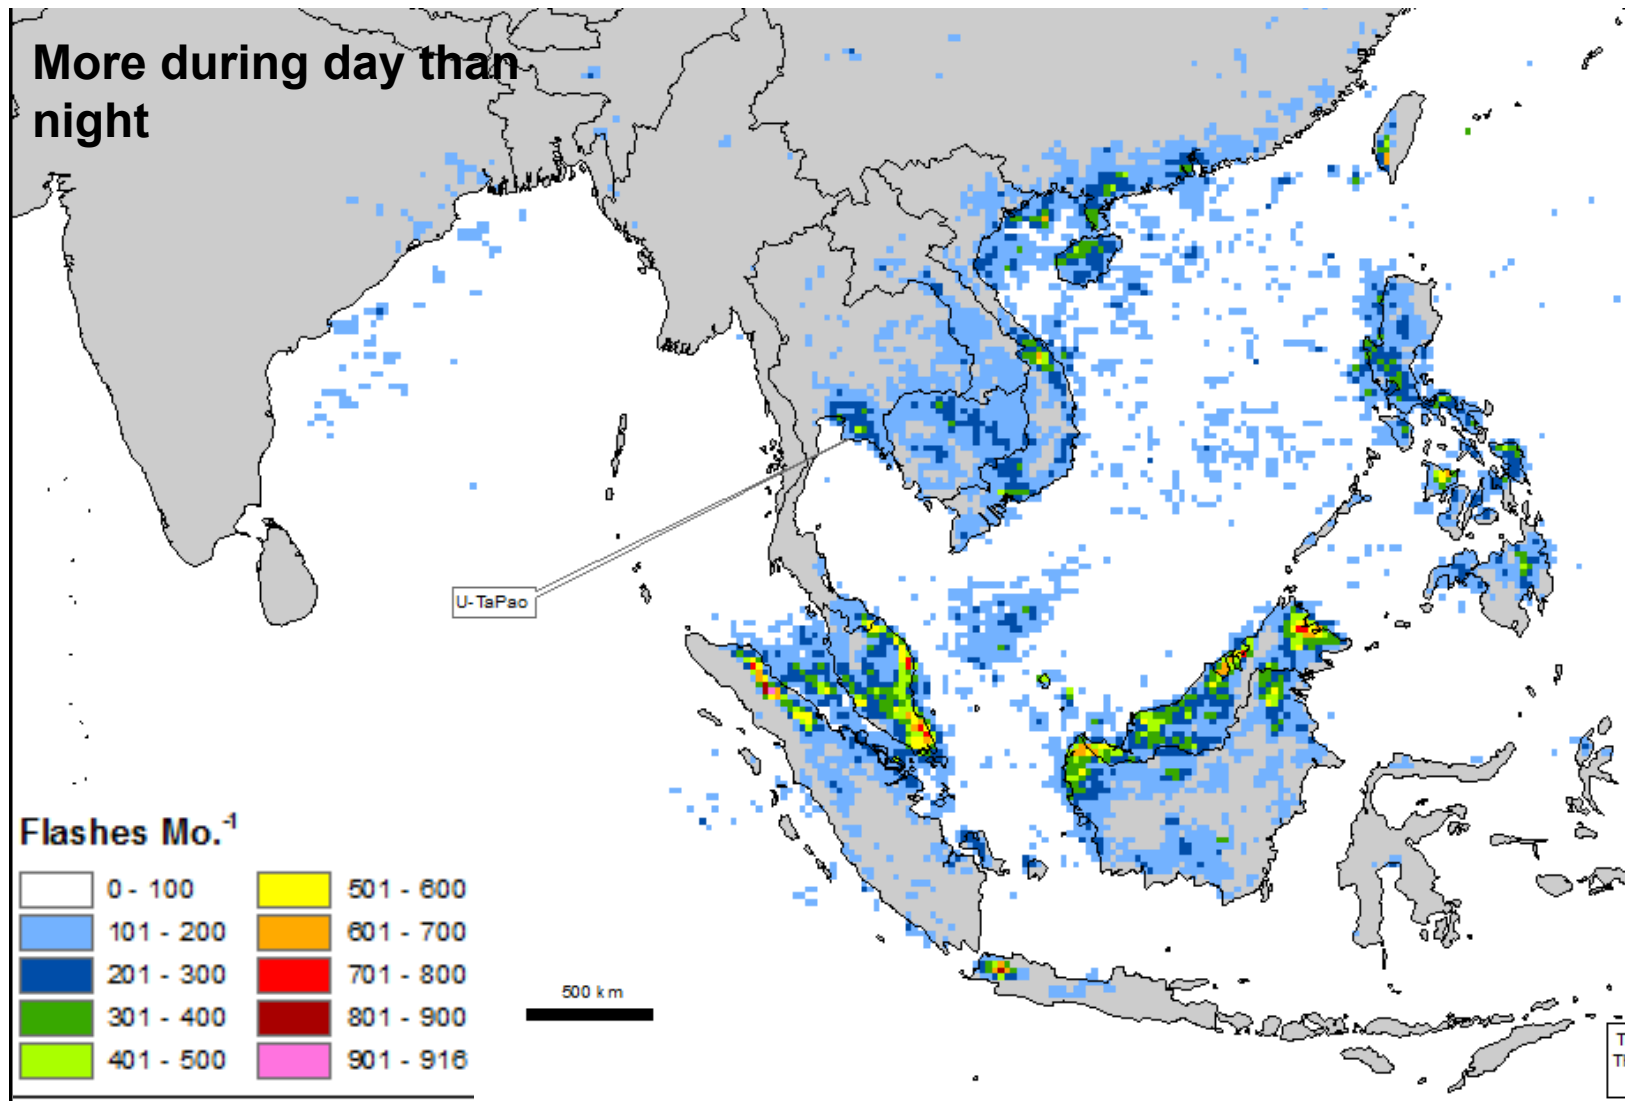 More during day than
night
U-TaPao
Flashes Mo.-1
0 - 100
101 - 200
201 - 300
301 - 400
401 - 500
501 - 600
601 - 700
701 - 800
801 - 900
901 - 916
500 km